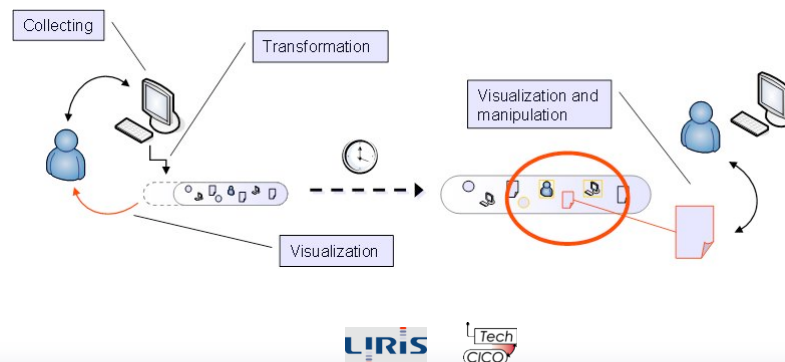 Collecting
Transformation
Visualization and
manipulation
Visualization
LIRIS
Tech
CICO